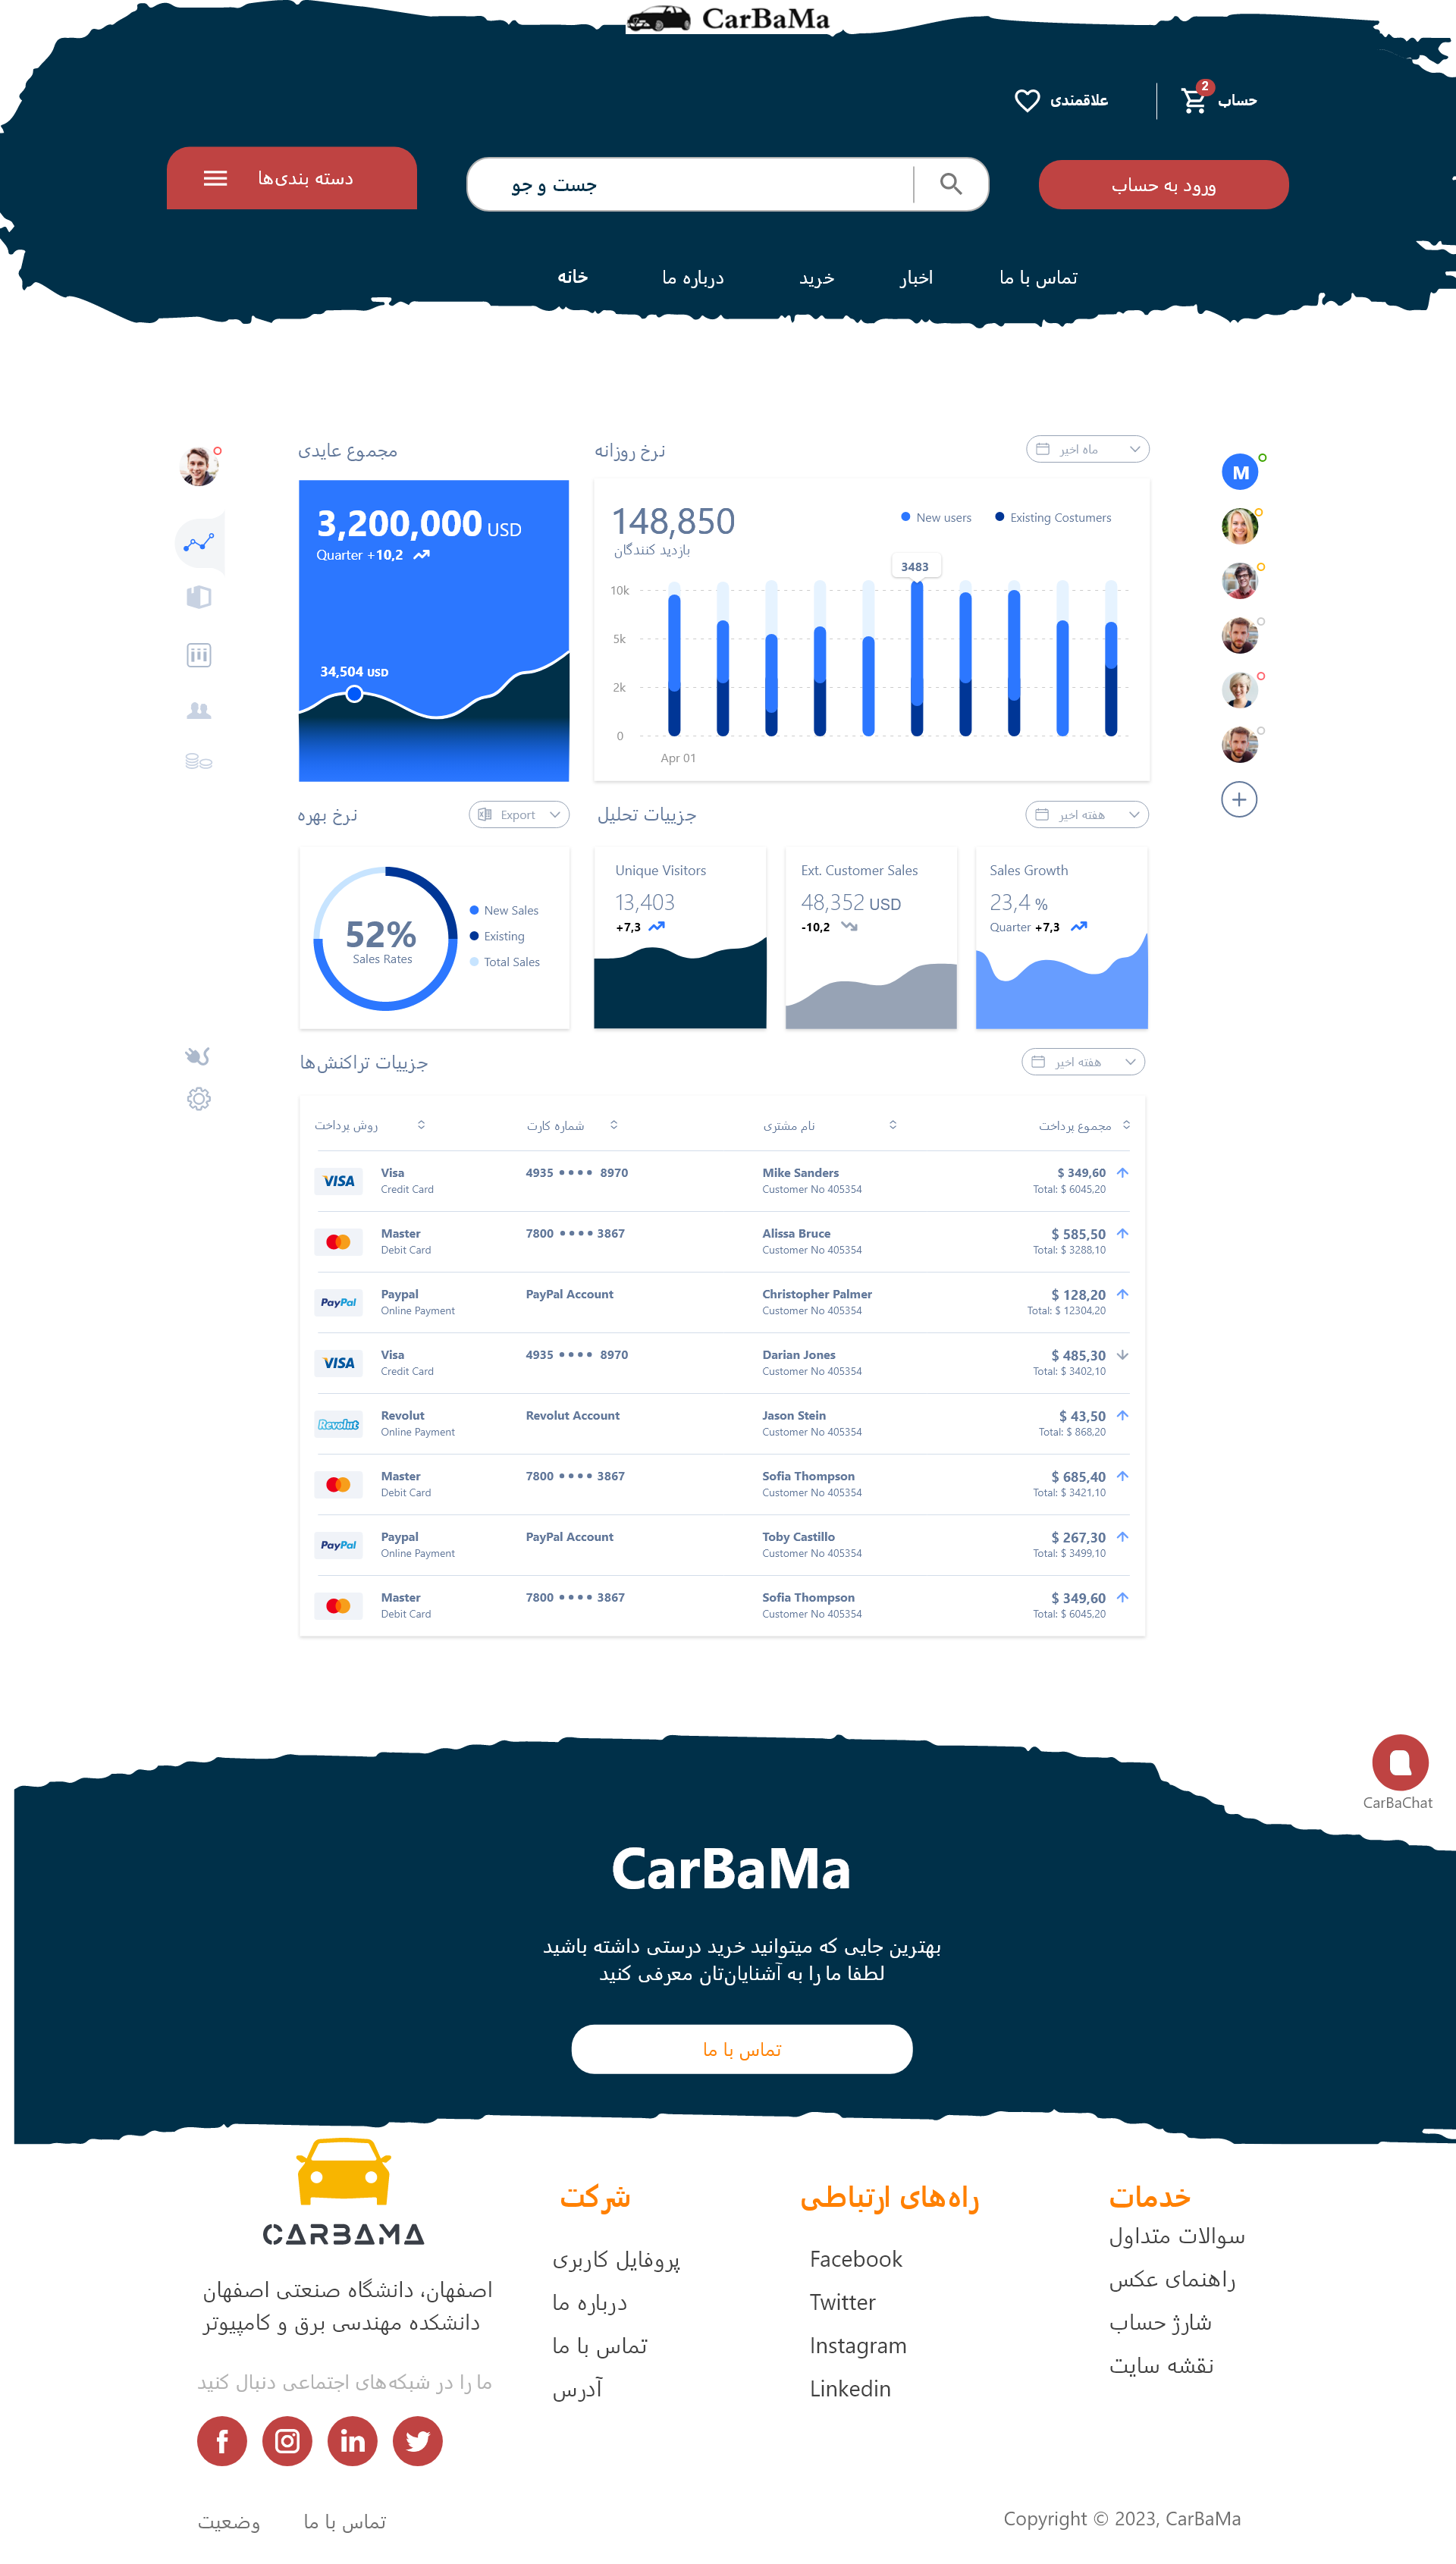 CarBaMa
علاقمندی
2
حساب
دسته بندی‌ها
جست و جو
ورود به حساب
خانه
درباره ما
خرید
اخبار
تماس با ما
مجموع عایدی
نرخ روزانه
ماه اخیر
3,200,000 USD
Quarter +10,2
34,504 USD
148,850
بازدید کنندگان
New users
Existing Costumers
3483
10k
5k
2k
0
Apr 01
M
نرخ بهره
Export
جزییات تحلیل
هفته اخیر
52%
Sales Rates
New Sales
Existing
Total Sales
Unique Visitors
13,403
+7,3
Ext. Customer Sales
48,352 USD
-10,2
Sales Growth
23,4 %
Quarter +7,3
جزییات تراکنش‌ها
هفته اخیر
روش پرداخت
شماره کارت
نام مشتری
مجموع پرداخت
VISA Visa 4935 •••• 8970 Mike Sanders $ 349,60
Credit Card Customer No 405354 Total: $ 6045,20
Master 7800 •••• 3867 Alissa Bruce $ 585,50
Debit Card Customer No 405354 Total: $ 3288,10
PayPal Paypal PayPal Account Christopher Palmer $ 128,20
Online Payment Customer No 405354 Total: $ 12304,20
VISA Visa 4935 •••• 8970 Darian Jones $ 485,30
Credit Card Customer No 405354 Total: $ 3402,10
Revolut Revolut Revolut Account Jason Stein $ 43,50
Online Payment Customer No 405354 Total: $ 868,20
Master 7800 •••• 3867 Sofia Thompson $ 685,40
Debit Card Customer No 405354 Total: $ 3421,10
PayPal Paypal PayPal Account Toby Castillo $ 267,30
Online Payment Customer No 405354 Total: $ 3499,10
Master 7800 •••• 3867 Sofia Thompson $ 349,60
Debit Card Customer No 405354 Total: $ 6045,20
CarBaChat
CarBaMa
بهترین جایی که میتوانید خرید درستی داشته باشید
لطفا ما را به آشنایان‌تان معرفی کنید
تماس با ما
CARBAMA
اصفهان، دانشگاه صنعتی اصفهان
دانشکده مهندسی برق و کامپیوتر
ما را در شبکه‌های اجتماعی دنبال کنید
شرکت
پروفایل کاربری
درباره ما
تماس با ما
آدرس
راه‌های ارتباطی
Facebook
Twitter
Instagram
Linkedin
خدمات
سوالات متداول
راهنمای عکس
شارژ حساب
نقشه سایت
وضعیت
تماس با ما
Copyright © 2023, CarBaMa